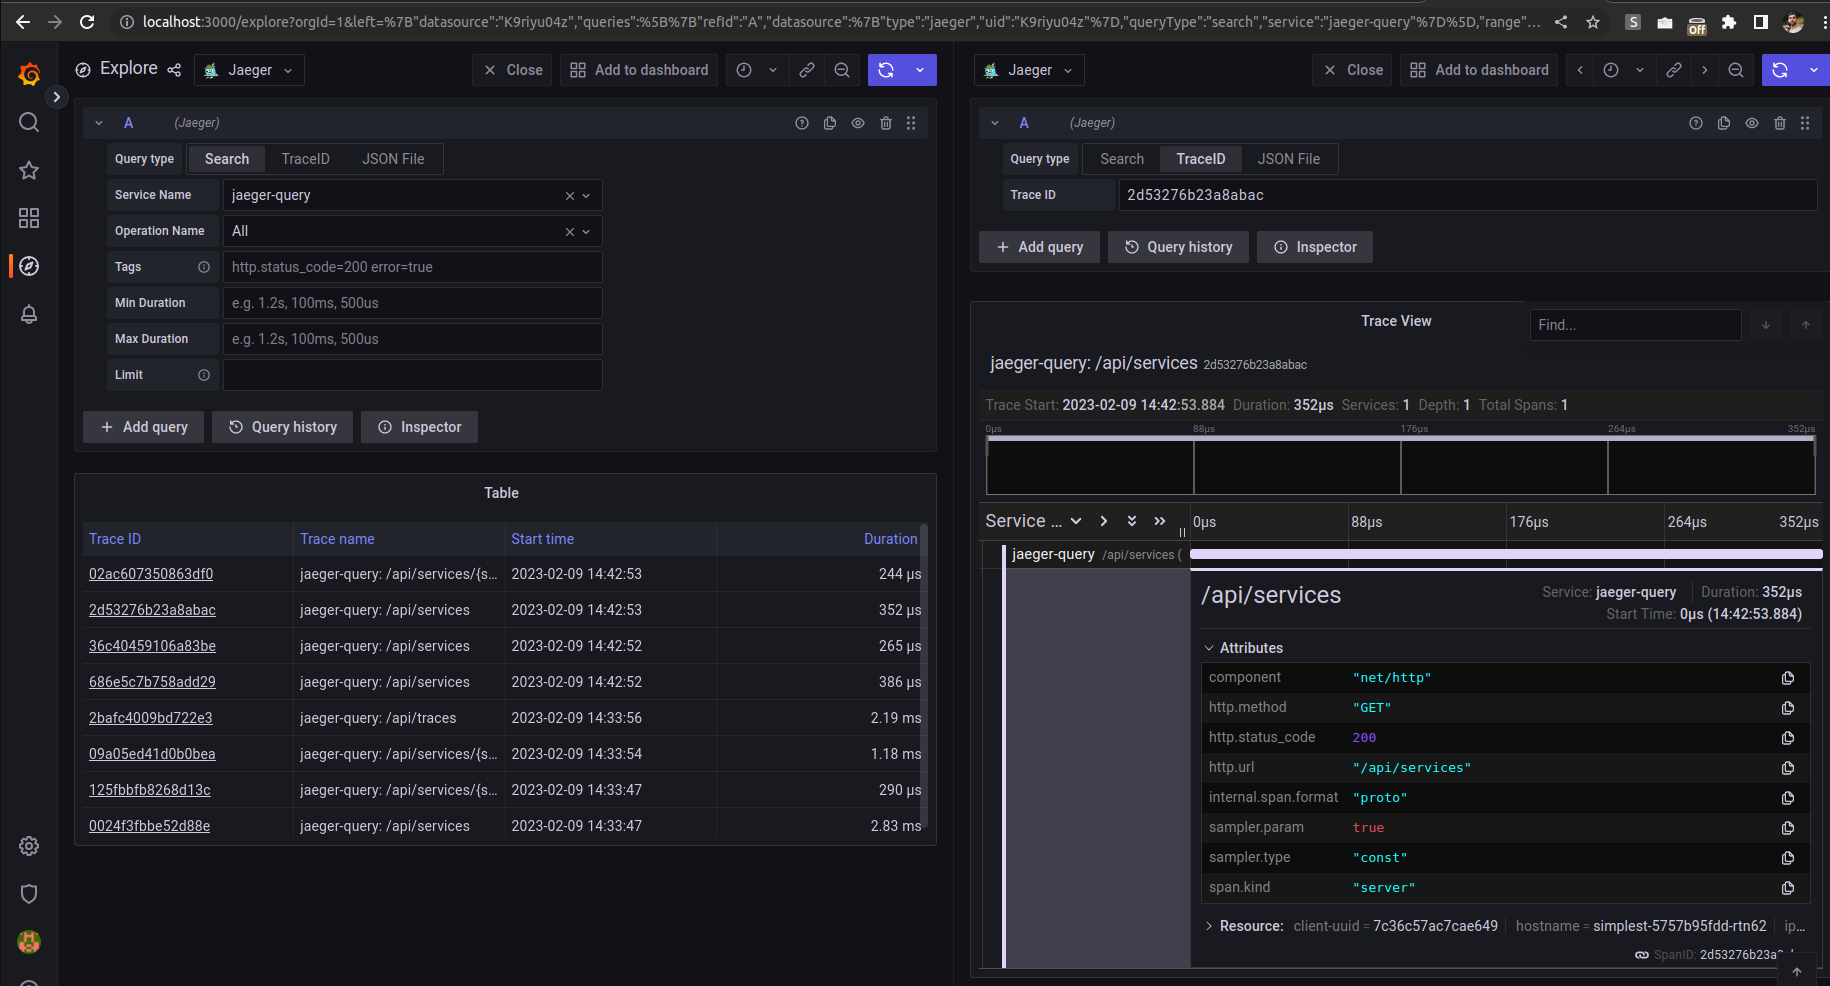 localhost:3000/explore?orgId=1&left=%7B"datasource":"K9riyu04z","queries":%5B%7B"refId":"A","datasource":%7B"type":"jaeger","uid":"K9riyu04z"%7D,"queryType":"search","service":"jaeger-query"%7D%5D,"range"...
S
Off
Explore
Jaeger
Close
Add to dashboard
A
(Jaeger)
Query type
Search
TraceID
JSON File
Service Name
jaeger-query
Operation Name
All
Tags
http.status_code=200 error=true
Min Duration
e.g. 1.2s, 100ms, 500us
Max Duration
e.g. 1.2s, 100ms, 500us
Limit
Add query
Query history
Inspector
Table
Trace ID Trace name Start time Duration
02ac607350863df0 jaeger-query: /api/services/{s... 2023-02-09 14:42:53 244 µs
2d53276b23a8abac jaeger-query: /api/services 2023-02-09 14:42:53 352 µs
36c40459106a83be jaeger-query: /api/services 2023-02-09 14:42:52 265 µs
686e5c7b758add29 jaeger-query: /api/services 2023-02-09 14:42:52 386 µs
2bafc4009bd722e3 jaeger-query: /api/traces 2023-02-09 14:33:56 2.19 ms
09a05ed41d0b0bea jaeger-query: /api/services/{s... 2023-02-09 14:33:54 1.18 ms
125fbbfb8268d13c jaeger-query: /api/services/{s... 2023-02-09 14:33:47 290 µs
0024f3fbbe52d88e jaeger-query: /api/services 2023-02-09 14:33:47 2.83 ms
Jaeger
Close
Add to dashboard
A
(Jaeger)
Query type
Search
TraceID
JSON File
Trace ID
2d53276b23a8abac
Add query
Query history
Inspector
Trace View
Find...
jaeger-query: /api/services 2d53276b23a8abac
Trace Start: 2023-02-09 14:42:53.884 Duration: 352µs Services: 1 Depth: 1 Total Spans: 1
0µs 88µs 176µs 264µs 352µs
Service ... 0µs 88µs 176µs 264µs 352µs
jaeger-query /api/services (
/api/services
Service: jaeger-query Duration: 352µs
Start Time: 0µs (14:42:53.884)
Attributes
component "net/http"
http.method "GET"
http.status_code 200
http.url "/api/services"
internal.span.format "proto"
sampler.param true
sampler.type "const"
span.kind "server"
Resource: client-uuid = 7c36c57ac7cae649 hostname = simplest-5757b95fdd-rtn62 ip...
SpanID: 2d53276b23a